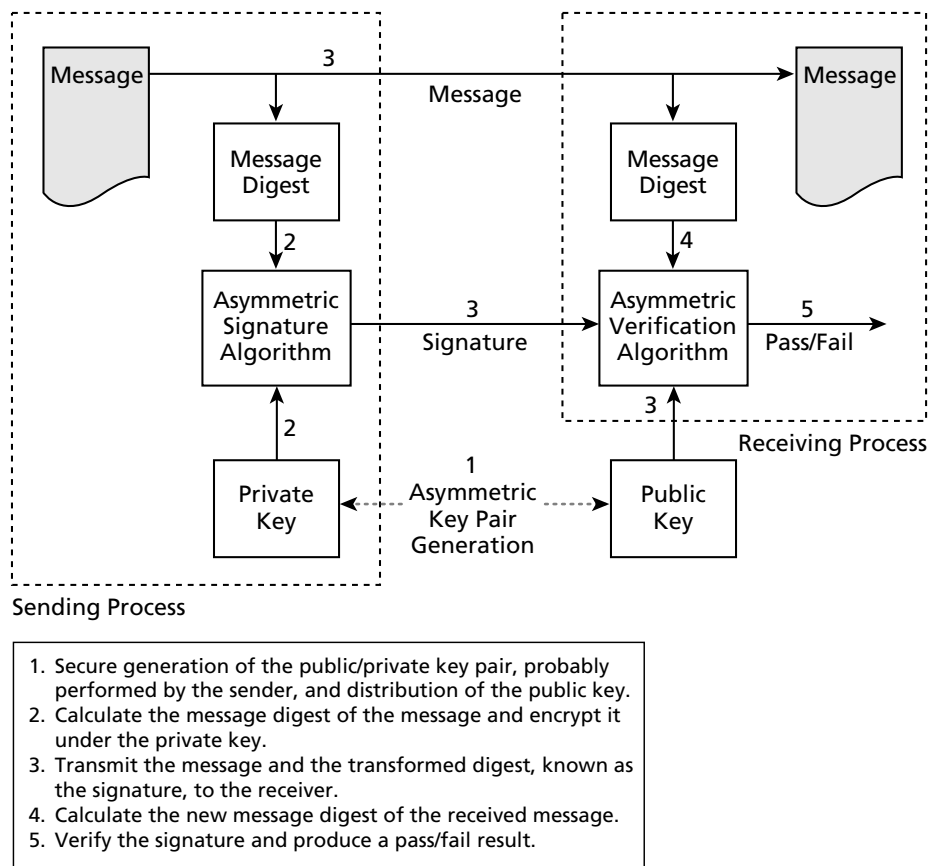 3
Message
Message
Message
Message
Digest
Message
Digest
2
4
Asymmetric
Signature
Algorithm
3
Signature
Asymmetric
Verification
Algorithm
5
Pass/Fail
2
3
Receiving Process
Private
Key
1
Asymmetric
Key Pair
Generation
Public
Key
Sending Process
1. Secure generation of the public/private key pair, probably
performed by the sender, and distribution of the public key.
2. Calculate the message digest of the message and encrypt it
under the private key.
3. Transmit the message and the transformed digest, known as
the signature, to the receiver.
4. Calculate the new message digest of the received message.
5. Verify the signature and produce a pass/fail result.